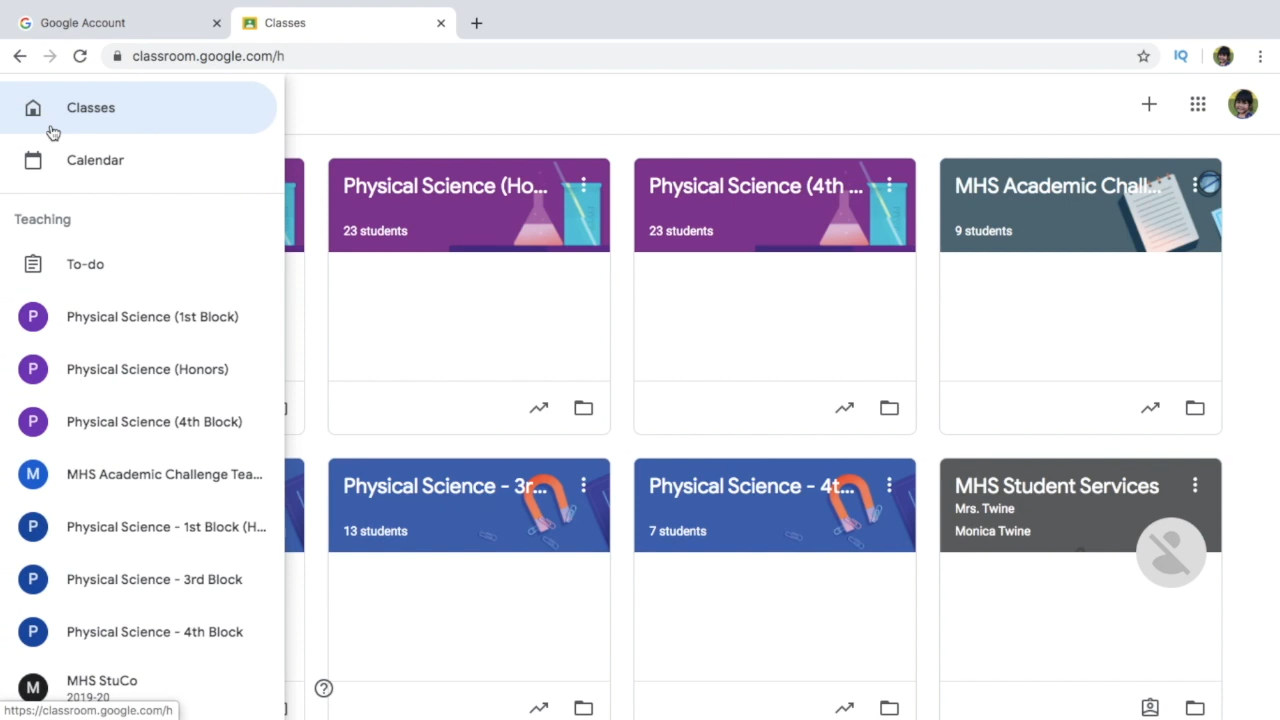 Google Account
Classes
classroom.google.com/h
IQ
Classes
Calendar
Teaching
To-do
P Physical Science (1st Block)
P Physical Science (Honors)
P Physical Science (4th Block)
M MHS Academic Challenge Tea...
P Physical Science - 1st Block (H...
P Physical Science - 3rd Block
P Physical Science - 4th Block
M MHS StuCo
2019-20
https://classroom.google.com/h
Physical Science (Ho...
23 students
Physical Science (4th ...
23 students
MHS Academic Chall...
9 students
Physical Science - 3r...
13 students
Physical Science - 4t...
7 students
MHS Student Services
Mrs. Twine
Monica Twine